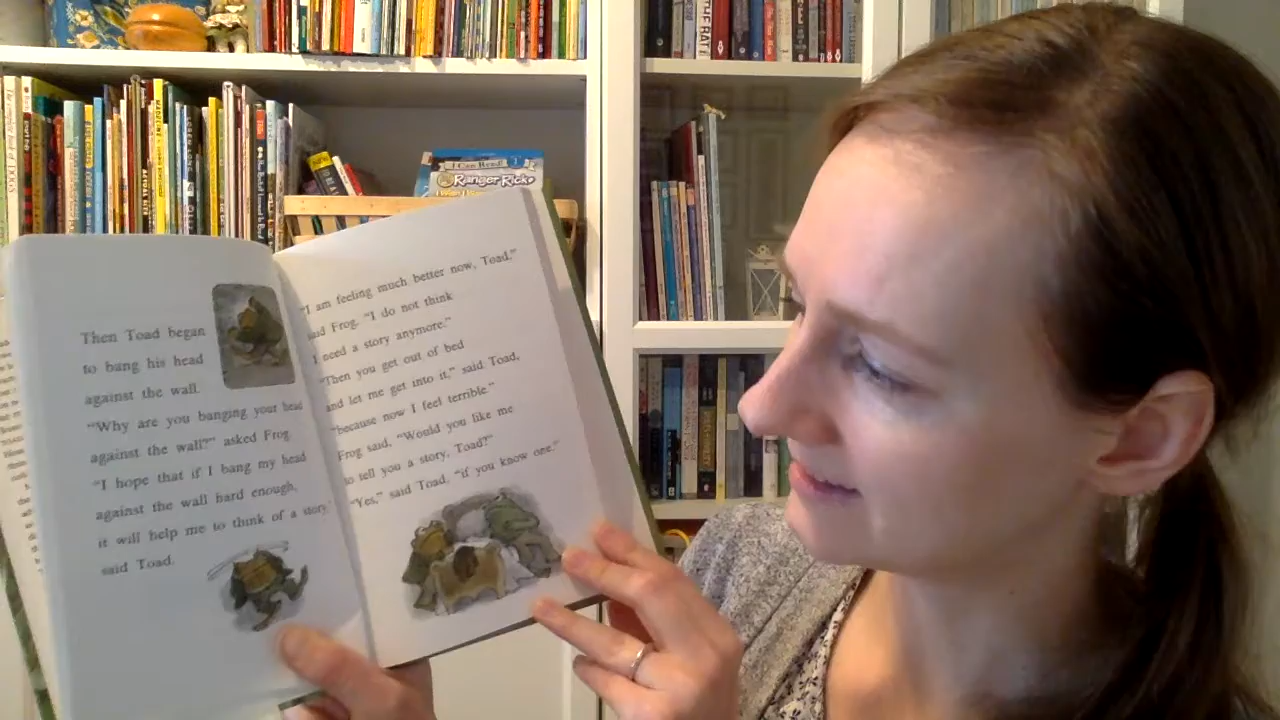 I Can Read!
1
Ranger Rick
THE RATT
MADELINE
Then Toad began
to bang his head
against the wall.
"Why are you banging your head
against the wall?" asked Frog.
"I hope that if I bang my head
against the wall hard enough,
it will help me to think of a story,"
said Toad.
"I am feeling much better now, Toad,"
said Frog. "I do not think
I need a story anymore."
"Then you get out of bed
and let me get into it," said Toad,
"because now I feel terrible."
Frog said, "Would you like me
to tell you a story, Toad?"
"Yes," said Toad, "if you know one."